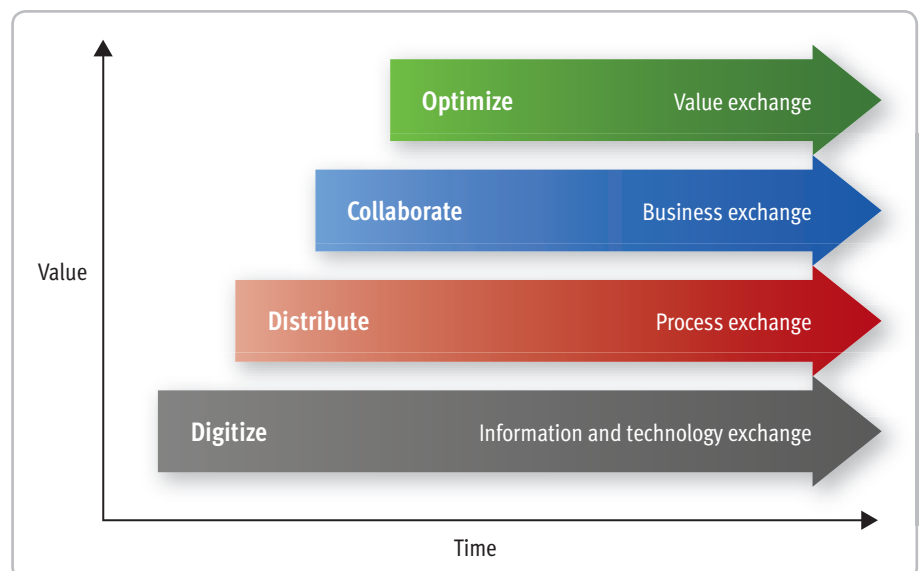 Optimize Value exchange
Collaborate Business exchange
Value
Distribute Process exchange
Digitize Information and technology exchange
Time